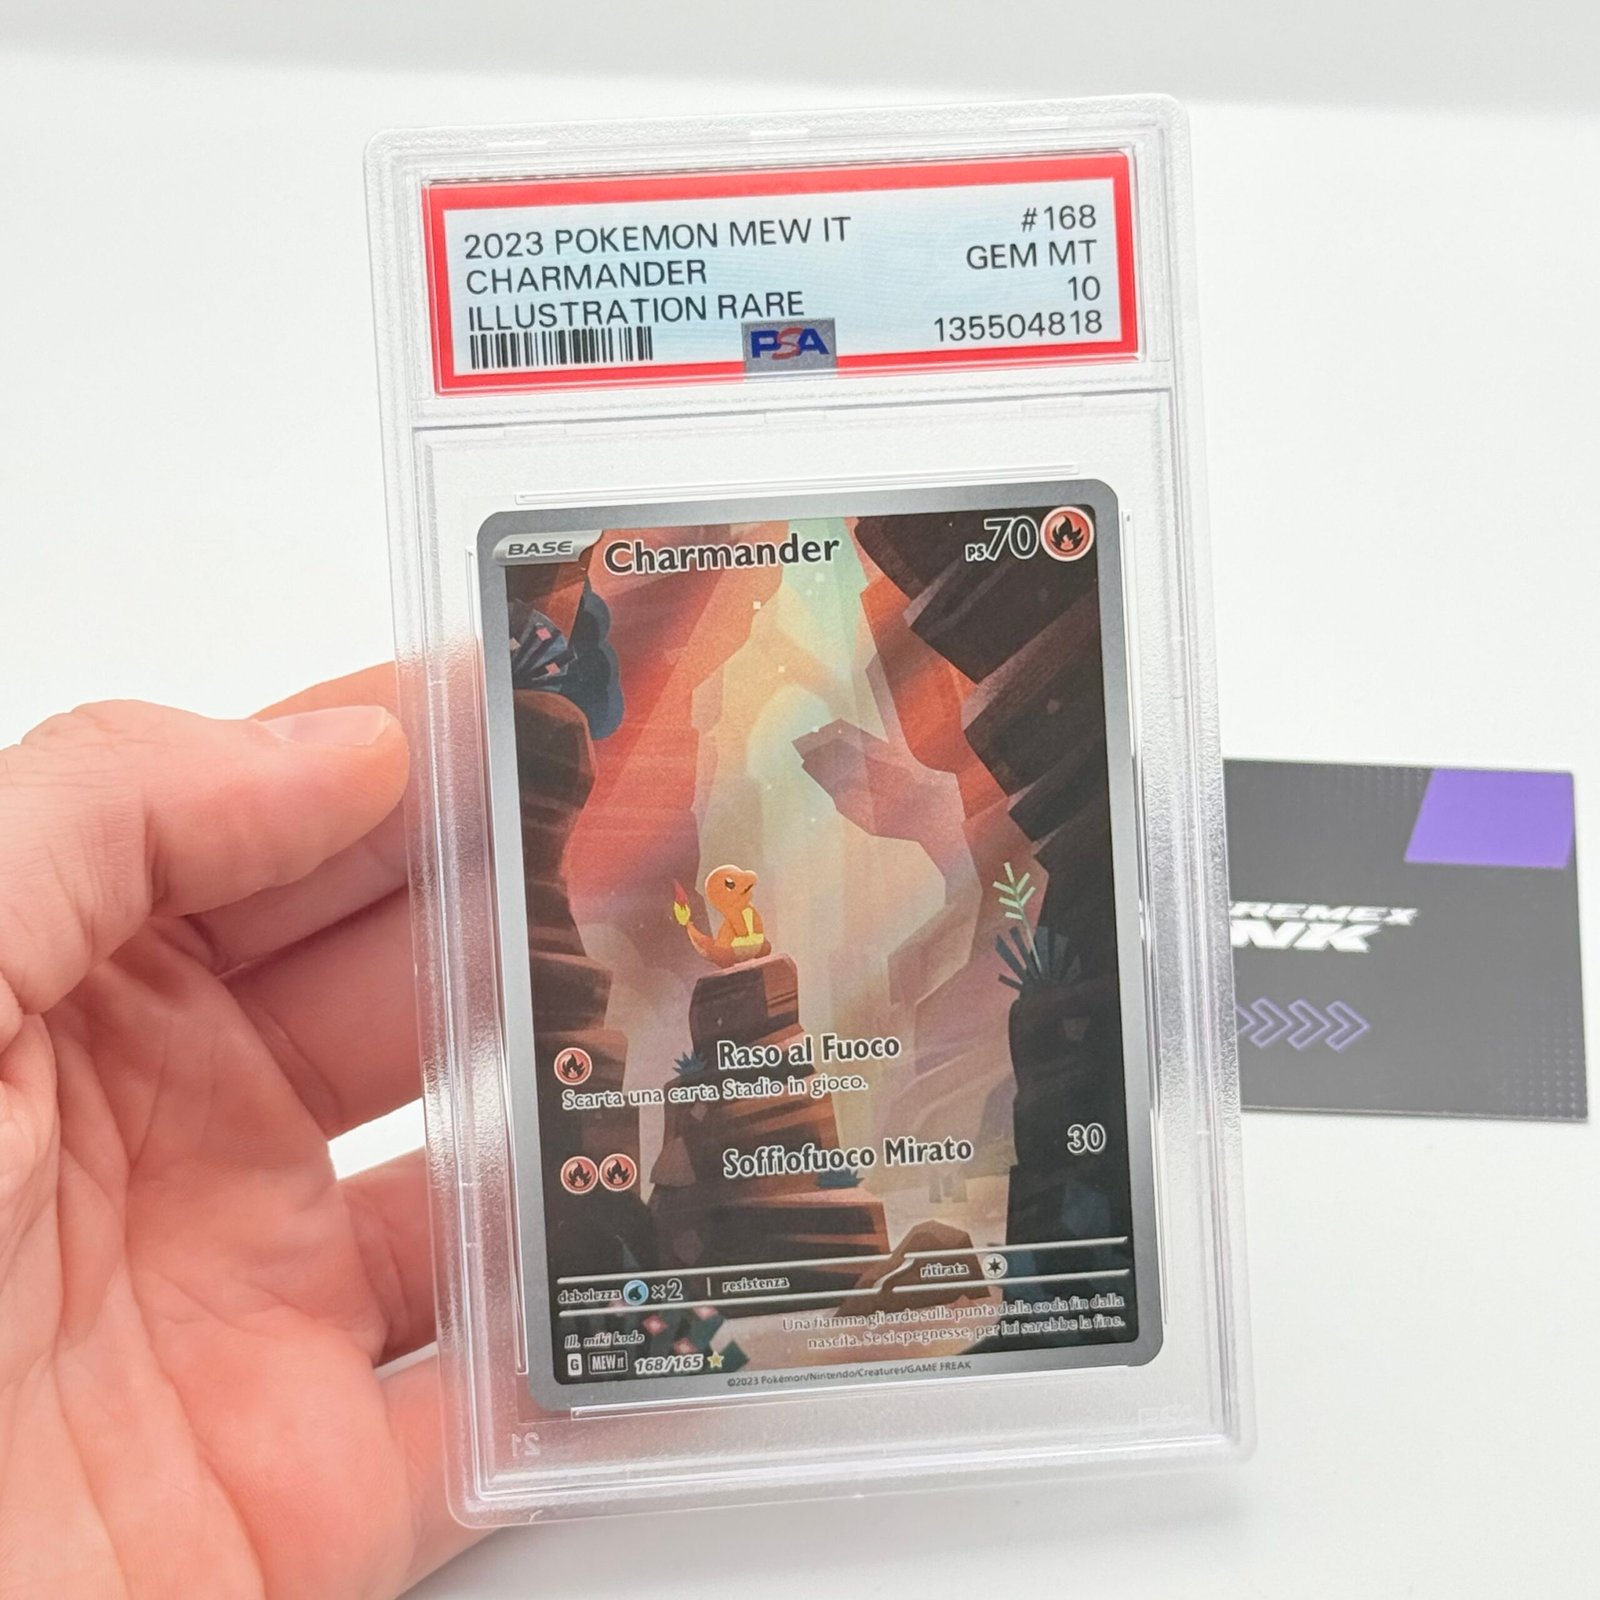 2023 POKEMON MEW IT
#168
CHARMANDER
GEM MT
ILLUSTRATION RARE
10
135504818
PSA
BASE
Charmander
PS70
Raso al Fuoco
Scarta una carta Stadio in gioco.
Soffiofuoco Mirato
30
debolezza ×2
resistenza
ritirata
Una fiamma gli arde sulla punta della coda fin dalla
nascita. Se si spegnesse, per lui sarebbe la fine.
Ill. miki kudo
G MEW IT 168/165
©2023 Pokémon/Nintendo/Creatures/GAME FREAK